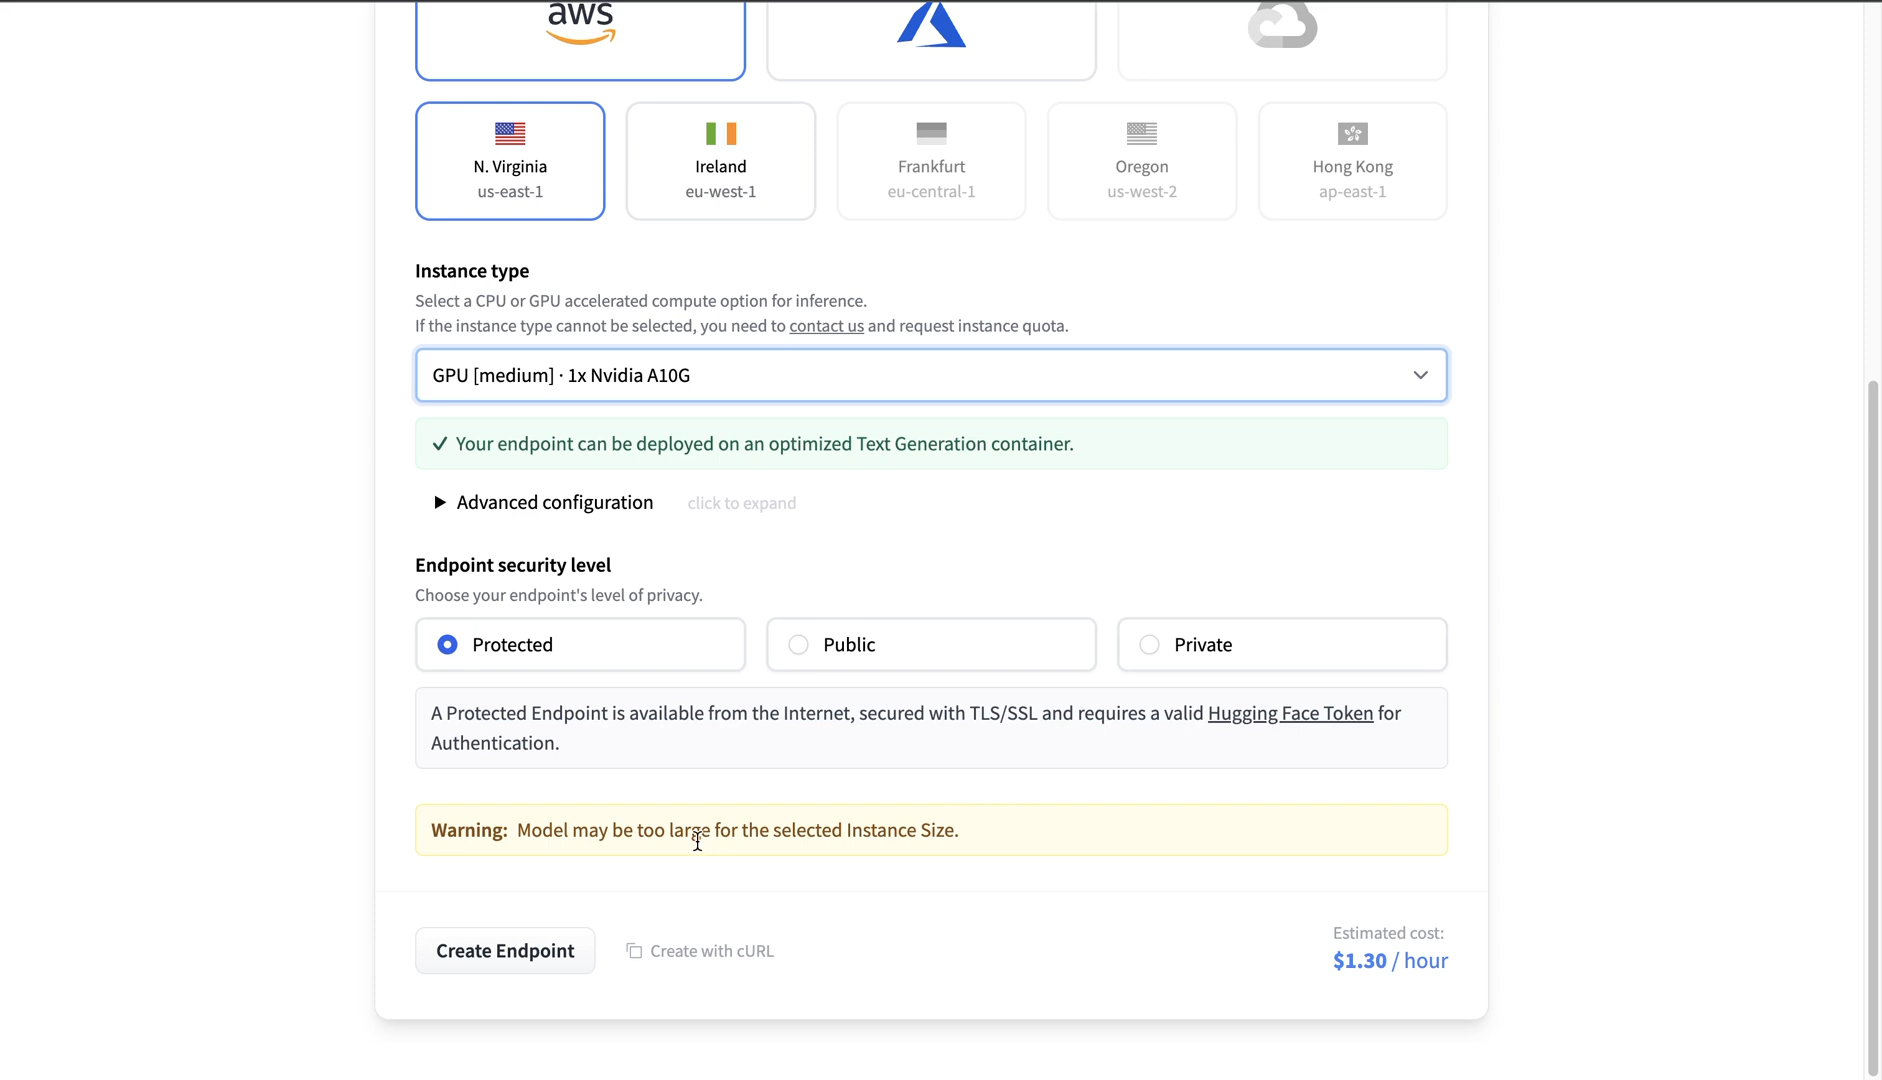 aws
N. Virginia
us-east-1
Ireland
eu-west-1
Frankfurt
eu-central-1
Oregon
us-west-2
Hong Kong
ap-east-1
Instance type
Select a CPU or GPU accelerated compute option for inference.
If the instance type cannot be selected, you need to contact us and request instance quota.
GPU [medium] · 1x Nvidia A10G
✓ Your endpoint can be deployed on an optimized Text Generation container.
Advanced configuration click to expand
Endpoint security level
Choose your endpoint's level of privacy.
Protected
Public
Private
A Protected Endpoint is available from the Internet, secured with TLS/SSL and requires a valid Hugging Face Token for
Authentication.
Warning: Model may be too large for the selected Instance Size.
Create Endpoint
Create with cURL
Estimated cost:
$1.30 / hour